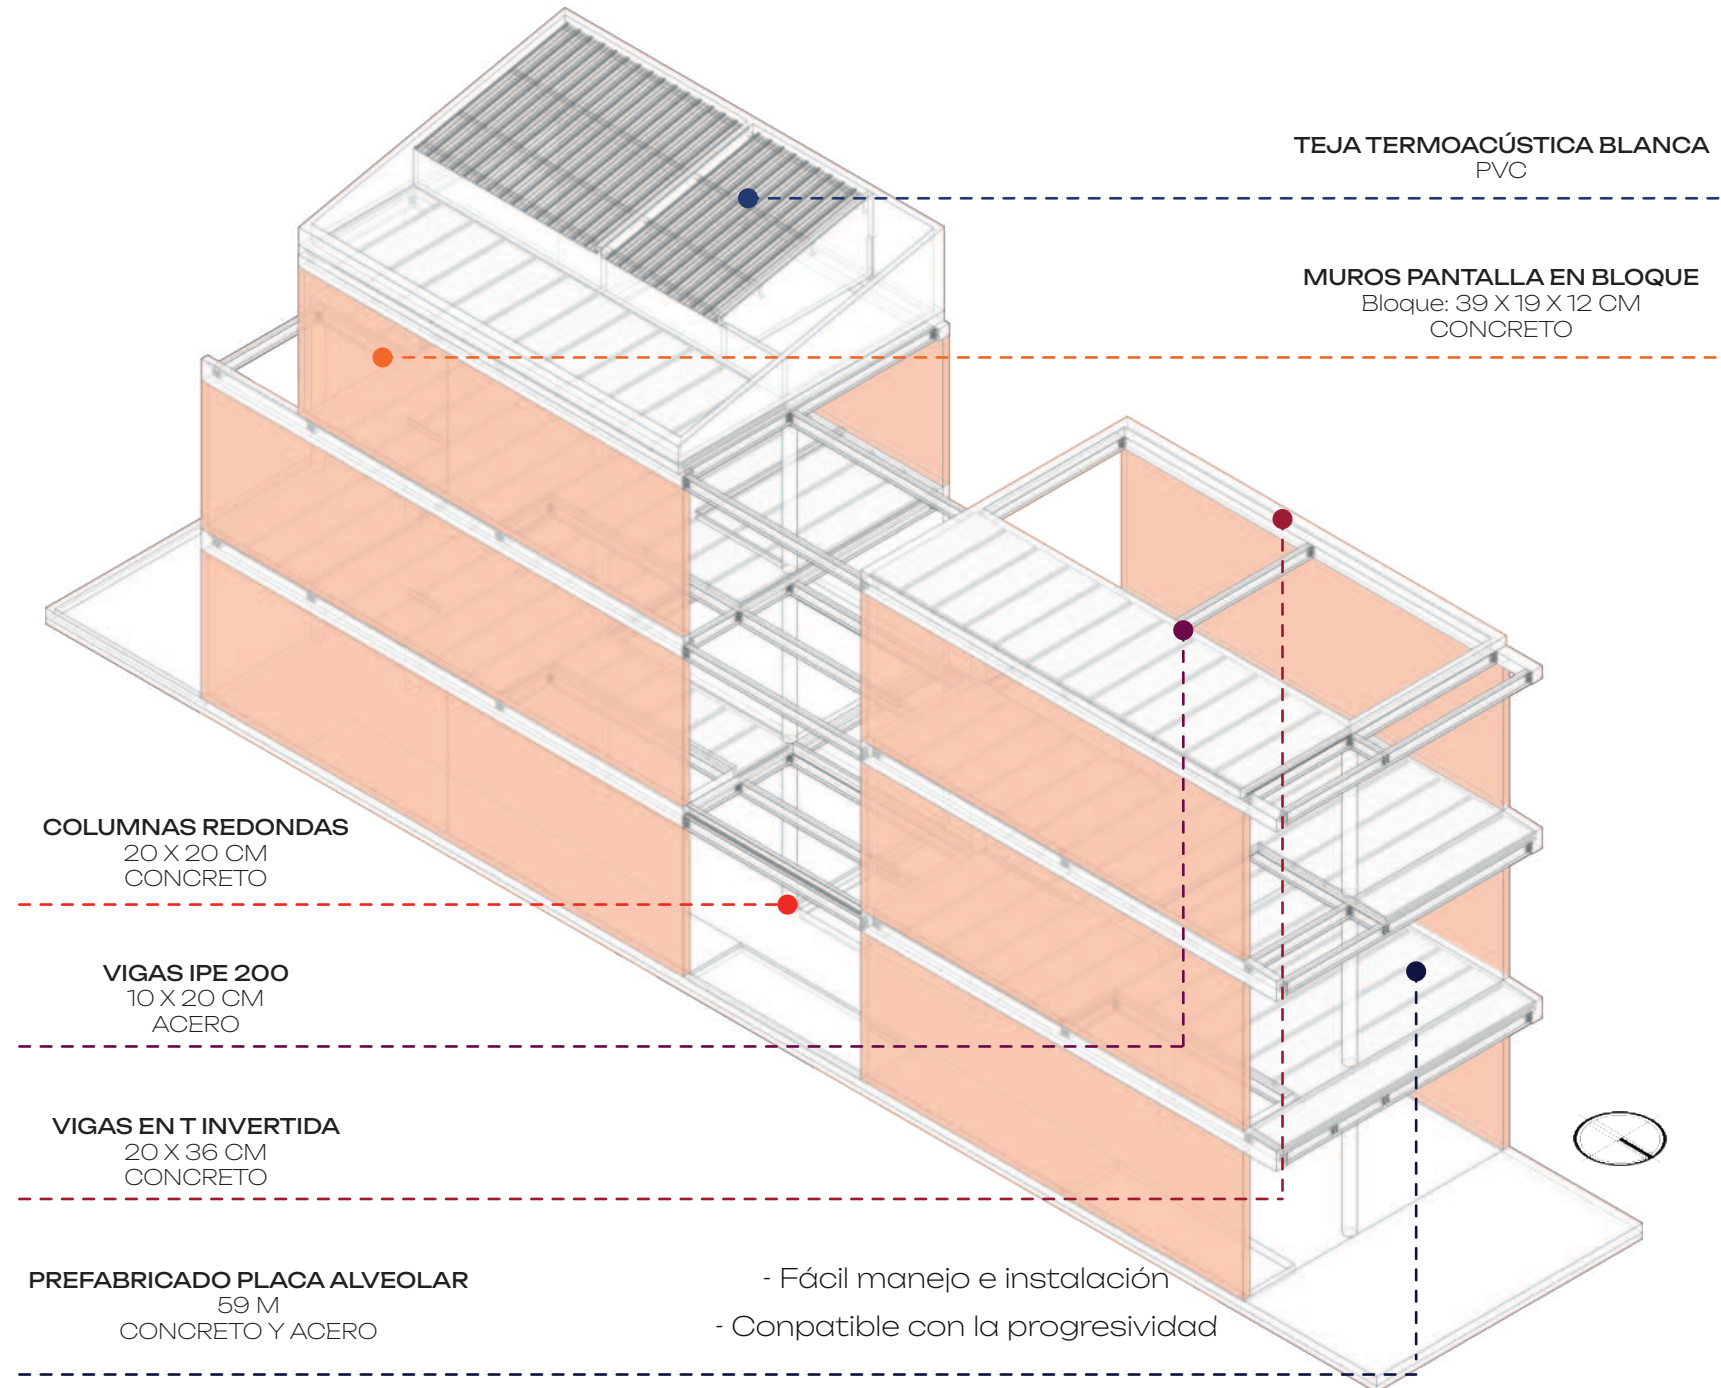 TEJA TERMOACÚSTICA BLANCA
PVC
MUROS PANTALLA EN BLOQUE
Bloque: 39 X 19 X 12 CM
CONCRETO
COLUMNAS REDONDAS
20 X 20 CM
CONCRETO
VIGAS IPE 200
10 X 20 CM
ACERO
VIGAS EN T INVERTIDA
20 X 36 CM
CONCRETO
PREFABRICADO PLACA ALVEOLAR
59 M
CONCRETO Y ACERO
- Fácil manejo e instalación
- Conpatible con la progresividad